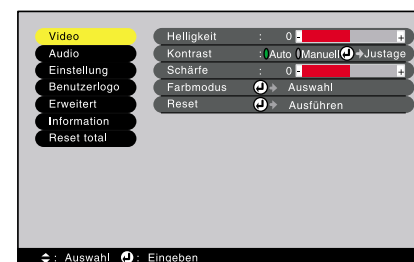 Video
Audio
Einstellung
Benutzerlogo
Erweitert
Information
Reset total
Helligkeit : 0 - +
Kontrast : Auto Manuell → Justage
Schärfe : 0 - +
Farbmodus Auswahl
Reset Ausführen
: Auswahl : Eingeben